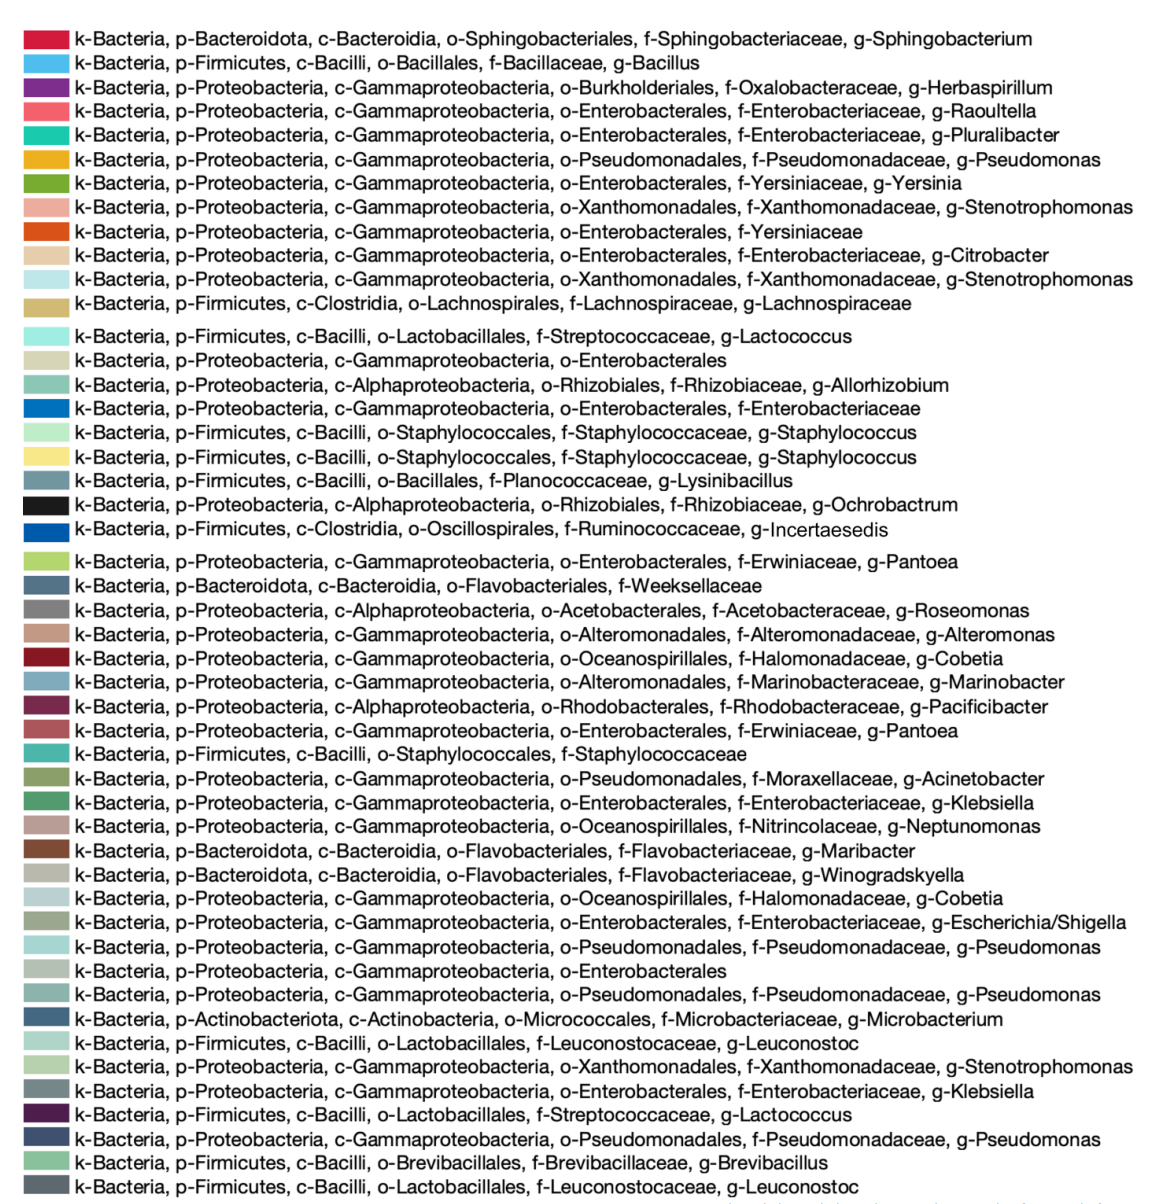 k-Bacteria, p-Bacteroidota, c-Bacteroidia, o-Sphingobacteriales, f-Sphingobacteriaceae, g-Sphingobacterium
k-Bacteria, p-Firmicutes, c-Bacilli, o-Bacillales, f-Bacillaceae, g-Bacillus
k-Bacteria, p-Proteobacteria, c-Gammaproteobacteria, o-Burkholderiales, f-Oxalobacteraceae, g-Herbaspirillum
k-Bacteria, p-Proteobacteria, c-Gammaproteobacteria, o-Enterobacterales, f-Enterobacteriaceae, g-Raoultella
k-Bacteria, p-Proteobacteria, c-Gammaproteobacteria, o-Enterobacterales, f-Enterobacteriaceae, g-Pluralibacter
k-Bacteria, p-Proteobacteria, c-Gammaproteobacteria, o-Pseudomonadales, f-Pseudomonadaceae, g-Pseudomonas
k-Bacteria, p-Proteobacteria, c-Gammaproteobacteria, o-Enterobacterales, f-Yersiniaceae, g-Yersinia
k-Bacteria, p-Proteobacteria, c-Gammaproteobacteria, o-Xanthomonadales, f-Xanthomonadaceae, g-Stenotrophomonas
k-Bacteria, p-Proteobacteria, c-Gammaproteobacteria, o-Enterobacterales, f-Yersiniaceae
k-Bacteria, p-Proteobacteria, c-Gammaproteobacteria, o-Enterobacterales, f-Enterobacteriaceae, g-Citrobacter
k-Bacteria, p-Proteobacteria, c-Gammaproteobacteria, o-Xanthomonadales, f-Xanthomonadaceae, g-Stenotrophomonas
k-Bacteria, p-Firmicutes, c-Clostridia, o-Lachnospirales, f-Lachnospiraceae, g-Lachnospiraceae
k-Bacteria, p-Firmicutes, c-Bacilli, o-Lactobacillales, f-Streptococcaceae, g-Lactococcus
k-Bacteria, p-Proteobacteria, c-Gammaproteobacteria, o-Enterobacterales
k-Bacteria, p-Proteobacteria, c-Alphaproteobacteria, o-Rhizobiales, f-Rhizobiaceae, g-Allorhizobium
k-Bacteria, p-Proteobacteria, c-Gammaproteobacteria, o-Enterobacterales, f-Enterobacteriaceae
k-Bacteria, p-Firmicutes, c-Bacilli, o-Staphylococcales, f-Staphylococcaceae, g-Staphylococcus
k-Bacteria, p-Firmicutes, c-Bacilli, o-Staphylococcales, f-Staphylococcaceae, g-Staphylococcus
k-Bacteria, p-Firmicutes, c-Bacilli, o-Bacillales, f-Planococcaceae, g-Lysinibacillus
k-Bacteria, p-Proteobacteria, c-Alphaproteobacteria, o-Rhizobiales, f-Rhizobiaceae, g-Ochrobactrum
k-Bacteria, p-Firmicutes, c-Clostridia, o-Oscillospirales, f-Ruminococcaceae, g-Incertaesedis
k-Bacteria, p-Proteobacteria, c-Gammaproteobacteria, o-Enterobacterales, f-Erwiniaceae, g-Pantoea
k-Bacteria, p-Bacteroidota, c-Bacteroidia, o-Flavobacteriales, f-Weeksellaceae
k-Bacteria, p-Proteobacteria, c-Alphaproteobacteria, o-Acetobacterales, f-Acetobacteraceae, g-Roseomonas
k-Bacteria, p-Proteobacteria, c-Gammaproteobacteria, o-Alteromonadales, f-Alteromonadaceae, g-Alteromonas
k-Bacteria, p-Proteobacteria, c-Gammaproteobacteria, o-Oceanospirillales, f-Halomonadaceae, g-Cobetia
k-Bacteria, p-Proteobacteria, c-Gammaproteobacteria, o-Alteromonadales, f-Marinobacteraceae, g-Marinobacter
k-Bacteria, p-Proteobacteria, c-Alphaproteobacteria, o-Rhodobacterales, f-Rhodobacteraceae, g-Pacificibacter
k-Bacteria, p-Proteobacteria, c-Gammaproteobacteria, o-Enterobacterales, f-Erwiniaceae, g-Pantoea
k-Bacteria, p-Firmicutes, c-Bacilli, o-Staphylococcales, f-Staphylococcaceae
k-Bacteria, p-Proteobacteria, c-Gammaproteobacteria, o-Pseudomonadales, f-Moraxellaceae, g-Acinetobacter
k-Bacteria, p-Proteobacteria, c-Gammaproteobacteria, o-Enterobacterales, f-Enterobacteriaceae, g-Klebsiella
k-Bacteria, p-Proteobacteria, c-Gammaproteobacteria, o-Oceanospirillales, f-Nitrincolaceae, g-Neptunomonas
k-Bacteria, p-Bacteroidota, c-Bacteroidia, o-Flavobacteriales, f-Flavobacteriaceae, g-Maribacter
k-Bacteria, p-Bacteroidota, c-Bacteroidia, o-Flavobacteriales, f-Flavobacteriaceae, g-Winogradskyella
k-Bacteria, p-Proteobacteria, c-Gammaproteobacteria, o-Oceanospirillales, f-Halomonadaceae, g-Cobetia
k-Bacteria, p-Proteobacteria, c-Gammaproteobacteria, o-Enterobacterales, f-Enterobacteriaceae, g-Escherichia/Shigella
k-Bacteria, p-Proteobacteria, c-Gammaproteobacteria, o-Pseudomonadales, f-Pseudomonadaceae, g-Pseudomonas
k-Bacteria, p-Proteobacteria, c-Gammaproteobacteria, o-Enterobacterales
k-Bacteria, p-Proteobacteria, c-Gammaproteobacteria, o-Pseudomonadales, f-Pseudomonadaceae, g-Pseudomonas
k-Bacteria, p-Actinobacteriota, c-Actinobacteria, o-Micrococcales, f-Microbacteriaceae, g-Microbacterium
k-Bacteria, p-Firmicutes, c-Bacilli, o-Lactobacillales, f-Leuconostocaceae, g-Leuconostoc
k-Bacteria, p-Proteobacteria, c-Gammaproteobacteria, o-Xanthomonadales, f-Xanthomonadaceae, g-Stenotrophomonas
k-Bacteria, p-Proteobacteria, c-Gammaproteobacteria, o-Enterobacterales, f-Enterobacteriaceae, g-Klebsiella
k-Bacteria, p-Firmicutes, c-Bacilli, o-Lactobacillales, f-Streptococcaceae, g-Lactococcus
k-Bacteria, p-Proteobacteria, c-Gammaproteobacteria, o-Pseudomonadales, f-Pseudomonadaceae, g-Pseudomonas
k-Bacteria, p-Firmicutes, c-Bacilli, o-Brevibacillales, f-Brevibacillaceae, g-Brevibacillus
k-Bacteria, p-Firmicutes, c-Bacilli, o-Lactobacillales, f-Leuconostocaceae, g-Leuconostoc